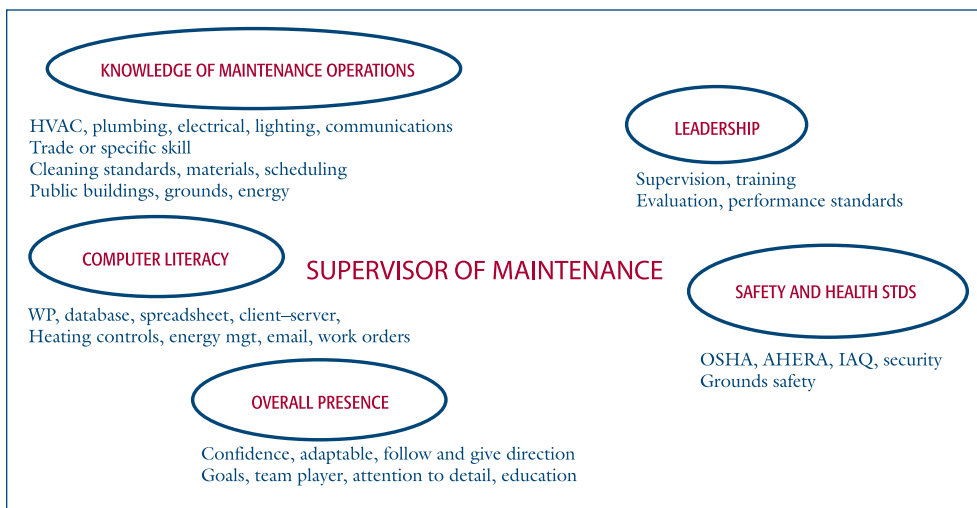 KNOWLEDGE OF MAINTENANCE OPERATIONS
HVAC, plumbing, electrical, lighting, communications
Trade or specific skill
Cleaning standards, materials, scheduling
Public buildings, grounds, energy
LEADERSHIP
Supervision, training
Evaluation, performance standards
COMPUTER LITERACY
WP, database, spreadsheet, client–server,
Heating controls, energy mgt, email, work orders
SUPERVISOR OF MAINTENANCE
SAFETY AND HEALTH STDS
OSHA, AHERA, IAQ, security
Grounds safety
OVERALL PRESENCE
Confidence, adaptable, follow and give direction
Goals, team player, attention to detail, education